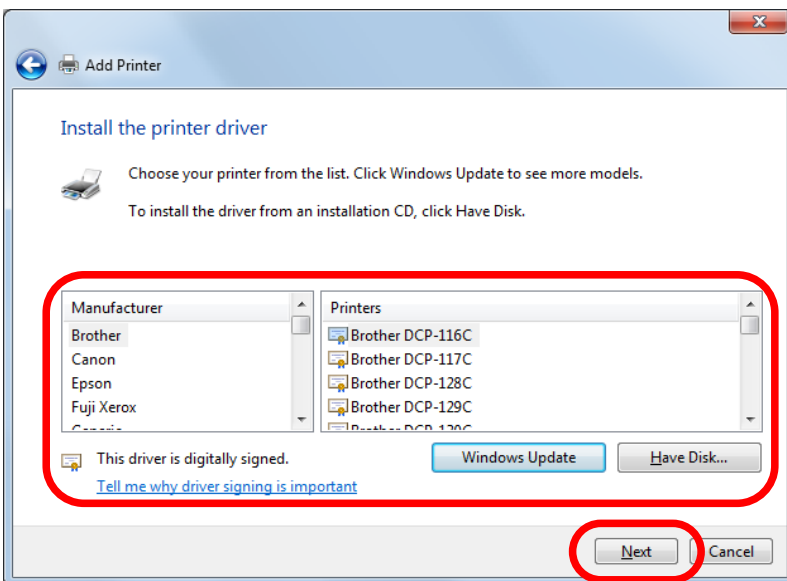 Add Printer
Install the printer driver
Choose your printer from the list. Click Windows Update to see more models.
To install the driver from an installation CD, click Have Disk.
Manufacturer
Brother
Canon
Epson
Fuji Xerox
Printers
Brother DCP-116C
Brother DCP-117C
Brother DCP-128C
Brother DCP-129C
This driver is digitally signed.
Tell me why driver signing is important
Windows Update
Have Disk...
Next
Cancel